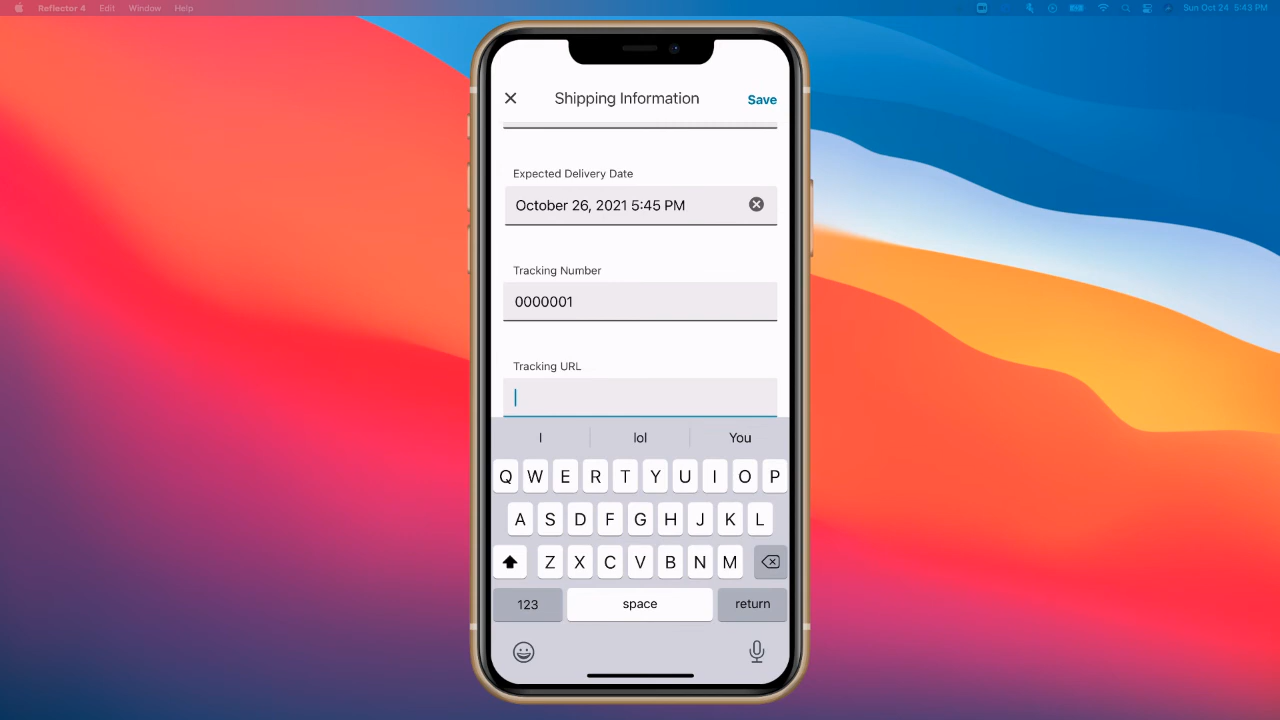 Reflector 4 Edit Window Help Sun Oct 24 5:43 PM
Shipping Information Save
Expected Delivery Date
October 26, 2021 5:45 PM
Tracking Number
0000001
Tracking URL
I lol You
Q W E R T Y U I O P
A S D F G H J K L
Z X C V B N M
123 space return